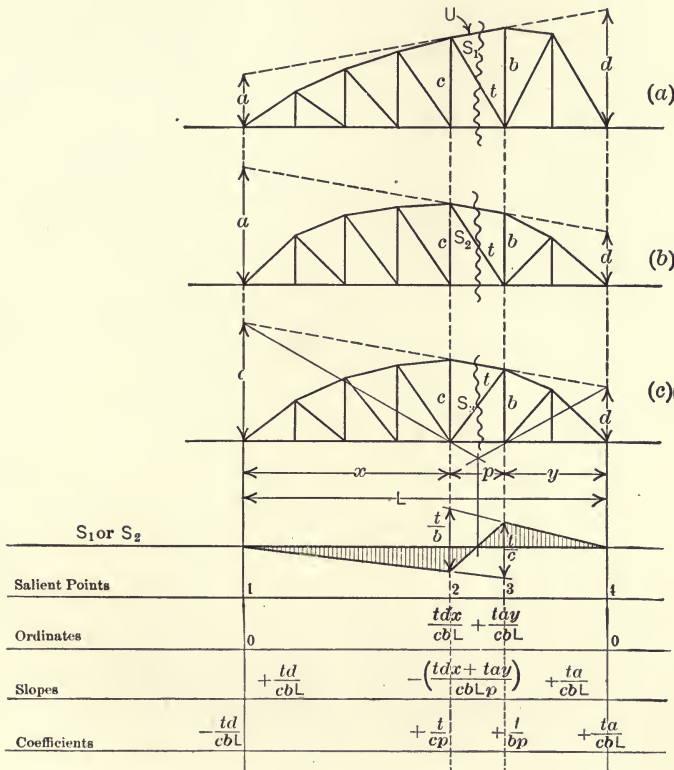 U
S₁
a
c
t
b
d
(a)
a
c
S₂
t
b
d
(b)
c
t
S
b
d
(c)
x
p
y
L
S₁ or S₂
t/b
t/c
Salient Points
1
2
3
4
Ordinates
0
tdx/cbL + tay/cbL
0
Slopes
+ td/cbL
-(tdx + tay/cbLp)
+ ta/cbL
Coefficients
- td/cbL
+ t/cp
+ t/bp
+ ta/cbL